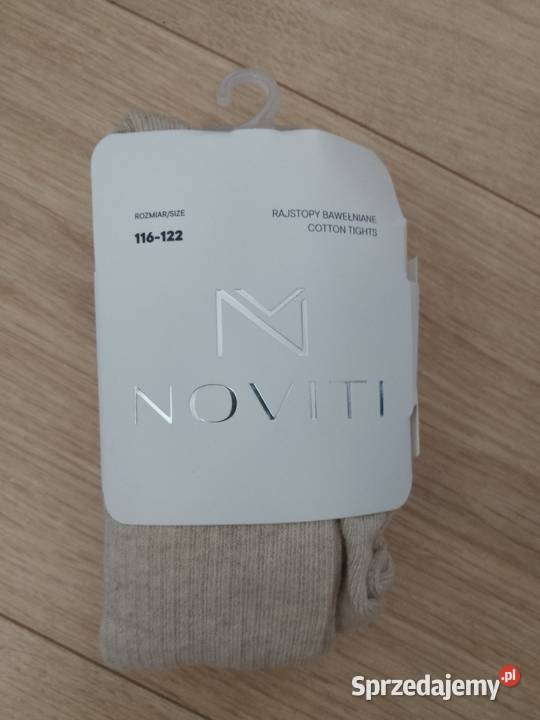 ROZMIAR/SIZE
116-122
RAJSTOPY BAWEŁNIANE
COTTON TIGHTS
NOVITI
Sprzedajemy.pl